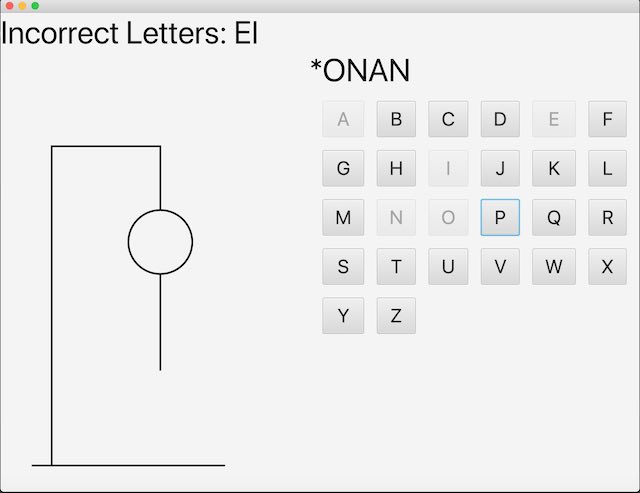 Incorrect Letters: EI
*ONAN
A B C D E F
G H I J K L
M N O P Q R
S T U V W X
Y Z